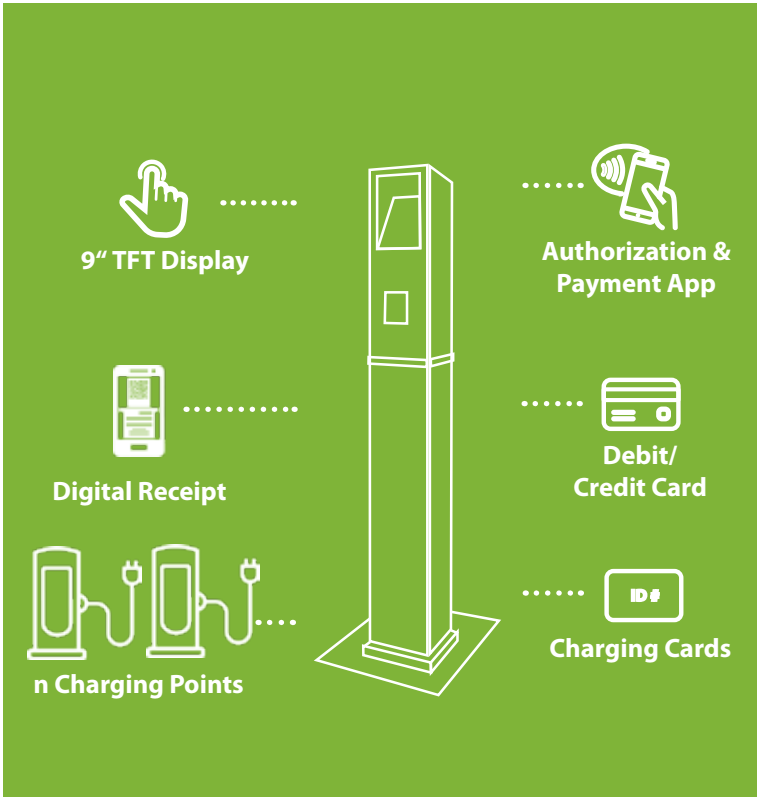 9“ TFT Display
Authorization &
Payment App
Digital Receipt
Debit/
Credit Card
ID#
n Charging Points
Charging Cards